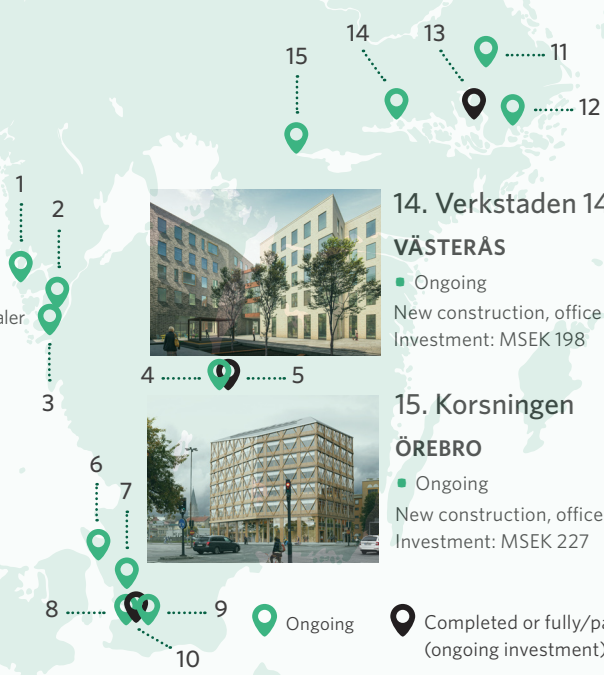 14
13
11
15
12
1
2
14. Verkstaden 14
VÄSTERÅS
Ongoing
New construction, office
Investment: MSEK 198
3
4
5
15. Korsningen
ÖREBRO
Ongoing
New construction, office
Investment: MSEK 227
6
7
8
9
10
Ongoing
Completed or fully/pa
(ongoing investment)